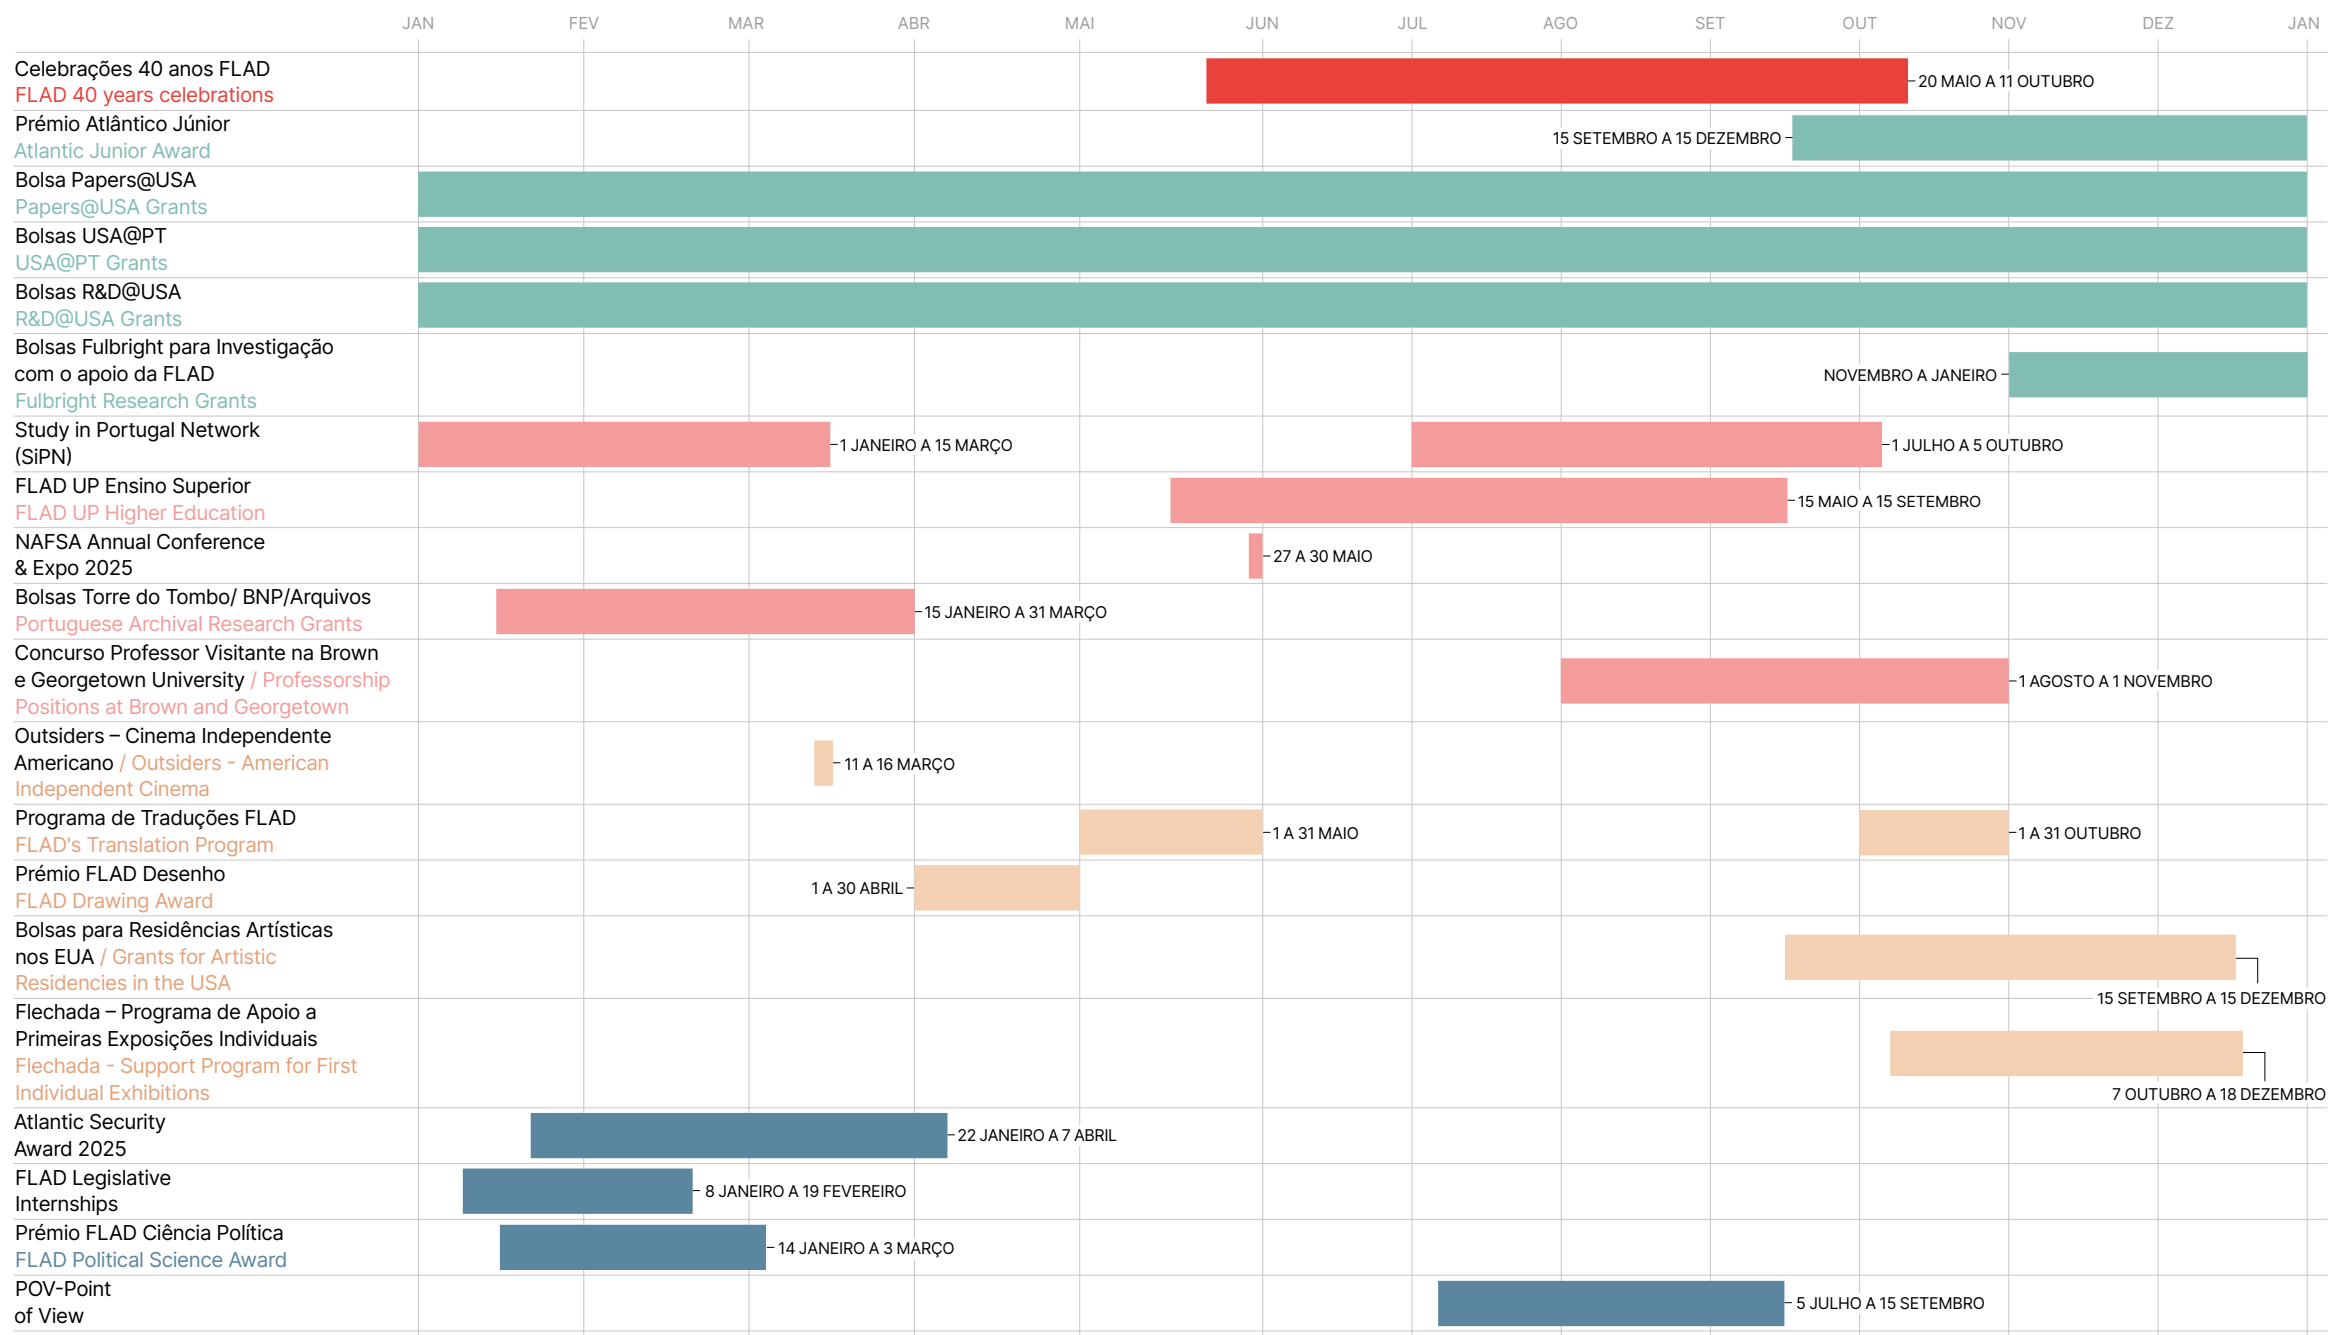 JAN FEV MAR ABR MAI JUN JUL AGO SET OUT NOV DEZ JAN
Celebrações 40 anos FLAD
FLAD 40 years celebrations
20 MAIO A 11 OUTUBRO
Prémio Atlântico Júnior
Atlantic Junior Award
15 SETEMBRO A 15 DEZEMBRO
Bolsa Papers@USA
Papers@USA Grants
Bolsas USA@PT
USA@PT Grants
Bolsas R&D@USA
R&D@USA Grants
Bolsas Fulbright para Investigação
com o apoio da FLAD
Fulbright Research Grants
NOVEMBRO A JANEIRO
Study in Portugal Network
(SiPN)
1 JANEIRO A 15 MARÇO
1 JULHO A 5 OUTUBRO
FLAD UP Ensino Superior
FLAD UP Higher Education
15 MAIO A 15 SETEMBRO
NAFSA Annual Conference
& Expo 2025
27 A 30 MAIO
Bolsas Torre do Tombo/ BNP/Arquivos
Portuguese Archival Research Grants
15 JANEIRO A 31 MARÇO
Concurso Professor Visitante na Brown
e Georgetown University / Professorship
Positions at Brown and Georgetown
1 AGOSTO A 1 NOVEMBRO
Outsiders – Cinema Independente
Americano / Outsiders - American
Independent Cinema
11 A 16 MARÇO
Programa de Traduções FLAD
FLAD's Translation Program
1 A 31 MAIO
1 A 31 OUTUBRO
Prémio FLAD Desenho
FLAD Drawing Award
1 A 30 ABRIL
Bolsas para Residências Artísticas
nos EUA / Grants for Artistic
Residencies in the USA
15 SETEMBRO A 15 DEZEMBRO
Flechada – Programa de Apoio a
Primeiras Exposições Individuais
Flechada - Support Program for First
Individual Exhibitions
7 OUTUBRO A 18 DEZEMBRO
Atlantic Security
Award 2025
22 JANEIRO A 7 ABRIL
FLAD Legislative
Internships
8 JANEIRO A 19 FEVEREIRO
Prémio FLAD Ciência Política
FLAD Political Science Award
14 JANEIRO A 3 MARÇO
POV-Point
of View
5 JULHO A 15 SETEMBRO